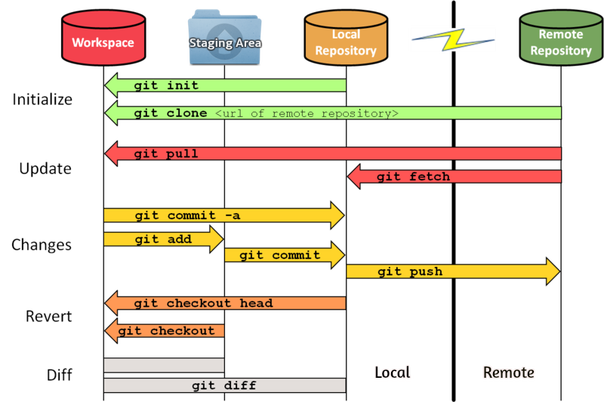 Workspace
Staging Area
Local
Repository
Remote
Repository
Initialize
git init
git clone <url of remote repository>
Update
git pull
git fetch
Changes
git commit -a
git add
git commit
git push
Revert
git checkout head
git checkout
Diff
git diff
Local
Remote